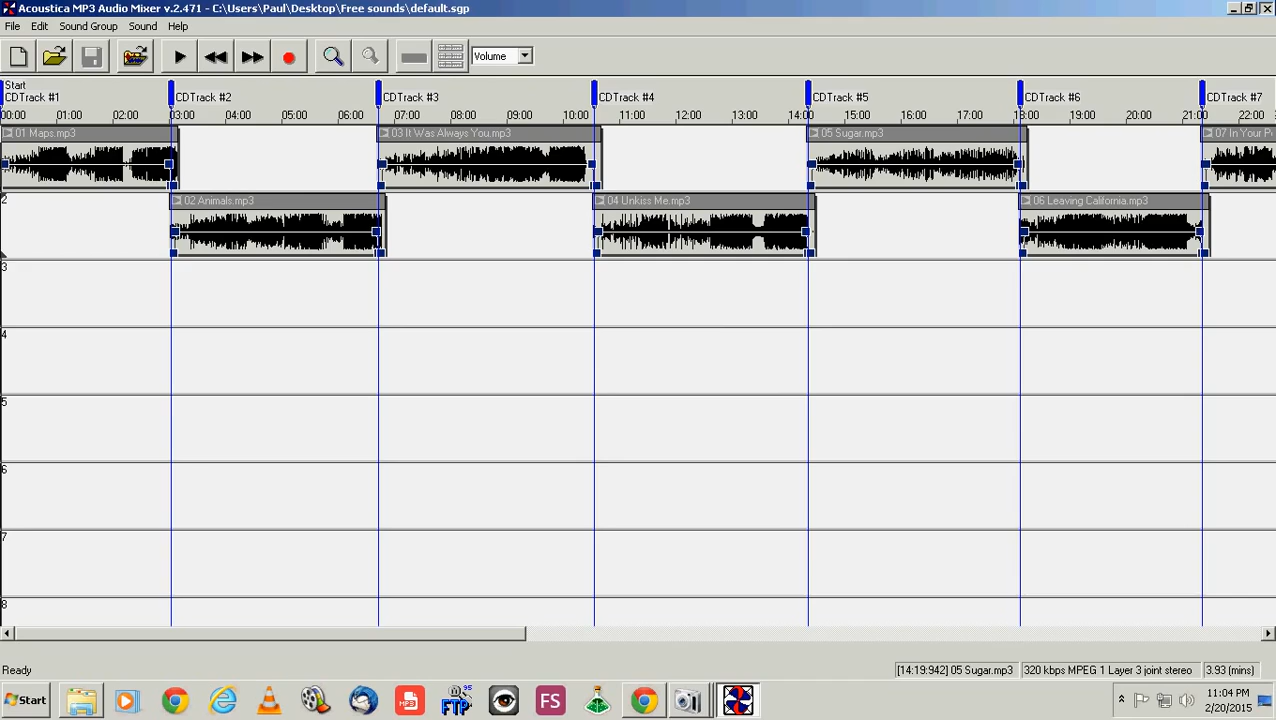 Acoustica MP3 Audio Mixer v.2.471 - C:\Users\Paul\Desktop\Free sounds\default.sgp
File Edit Sound Group Sound Help
Volume
Start
CDTrack #1 CDTrack #2 CDTrack #3 CDTrack #4 CDTrack #5 CDTrack #6 CDTrack #7
00:00 01:00 02:00 03:00 04:00 05:00 06:00 07:00 08:00 09:00 10:00 11:00 12:00 13:00 14:00 15:00 16:00 17:00 18:00 19:00 20:00 21:00 22:00
01 Maps.mp3 03 It Was Always You.mp3 05 Sugar.mp3 07 In Your P
2 02 Animals.mp3 04 Unkiss Me.mp3 06 Leaving California.mp3
3
4
5
6
7
8
Ready [14:19:942] 05 Sugar.mp3 320 kbps MPEG 1 Layer 3 joint stereo 3.93 (mins)
Start MP3 95 FTP FS 11:04 PM
2/20/2015